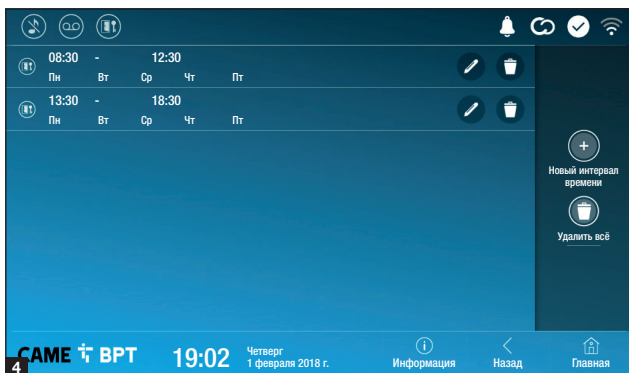 08:30 - 12:30
Пн Вт Ср Чт Пт
13:30 - 18:30
Пн Вт Ср Чт Пт
Новый интервал
времени
Удалить всё
4
CAME BPT
19:02
Четверг
1 февраля 2018 г.
Информация
Назад
Главная